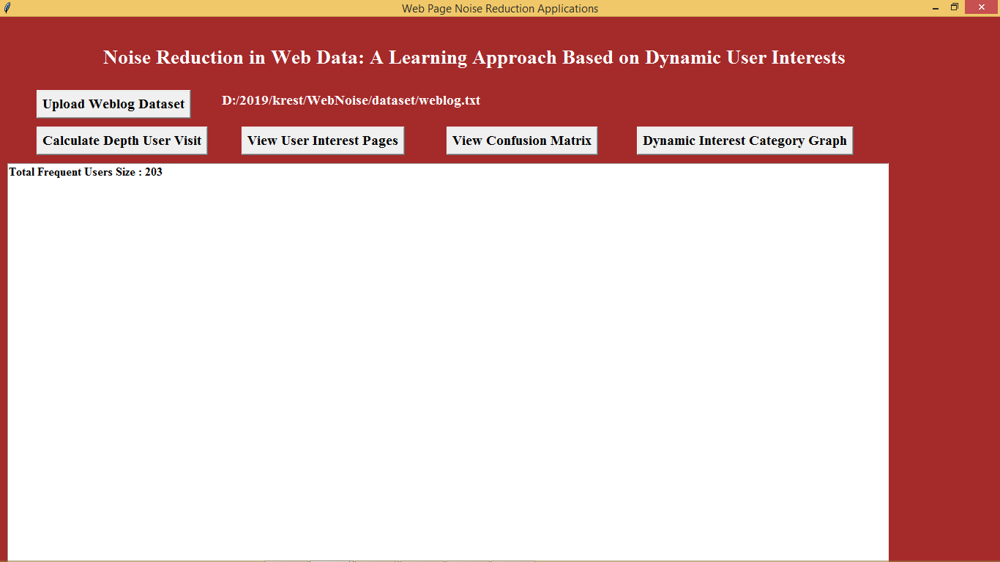 Web Page Noise Reduction Applications
Noise Reduction in Web Data: A Learning Approach Based on Dynamic User Interests
Upload Weblog Dataset D:/2019/krest/WebNoise/dataset/weblog.txt
Calculate Depth User Visit View User Interest Pages View Confusion Matrix Dynamic Interest Category Graph
Total Frequent Users Size : 203